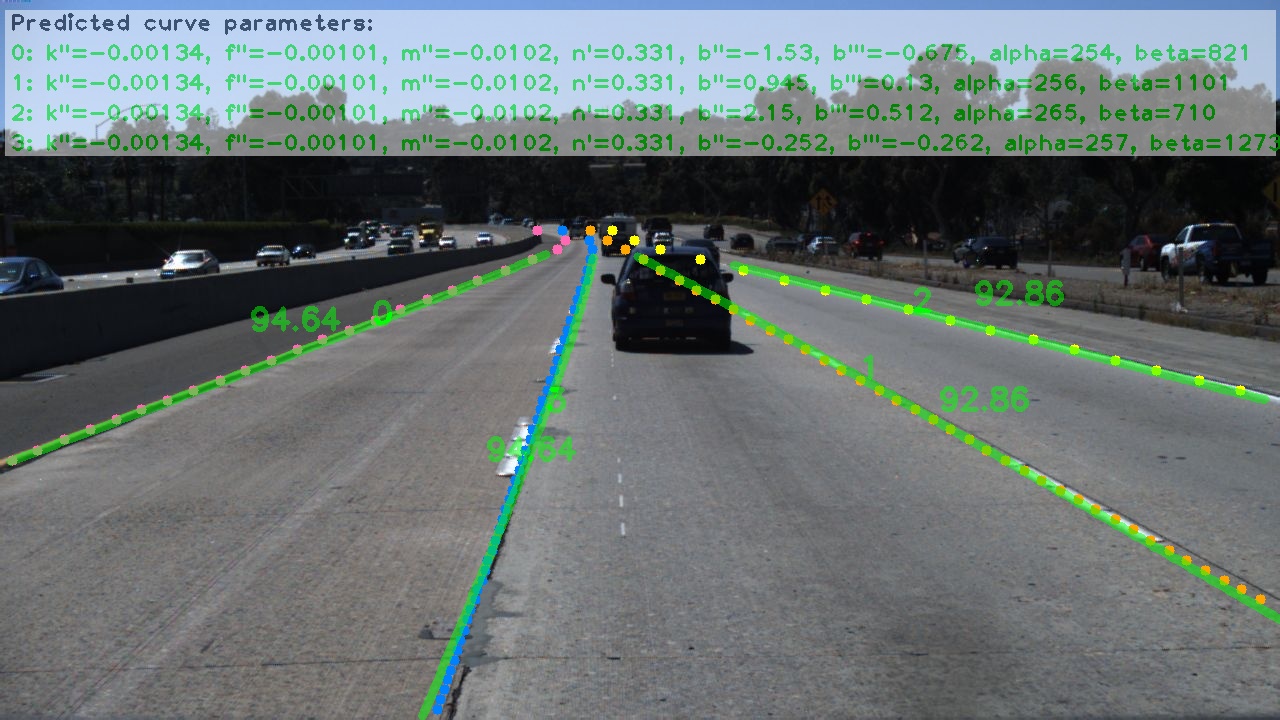 Predicted curve parameters:
0: k''=-0.00134, f''=-0.00101, m''=-0.0102, n'=0.331, b''=-1.53, b'''=-0.675, alpha=254, beta=821
1: k''=-0.00134, f''=-0.00101, m''=-0.0102, n'=0.331, b''=0.945, b'''=0.13, alpha=256, beta=1101
2: k''=-0.00134, f''=-0.00101, m''=-0.0102, n'=0.331, b''=2.15, b'''=0.512, alpha=265, beta=710
3: k''=-0.00134, f''=-0.00101, m''=-0.0102, n'=0.331, b''=-0.252, b'''=-0.262, alpha=257, beta=1273
2 92.86
94.64 0
1
92.86
94.64